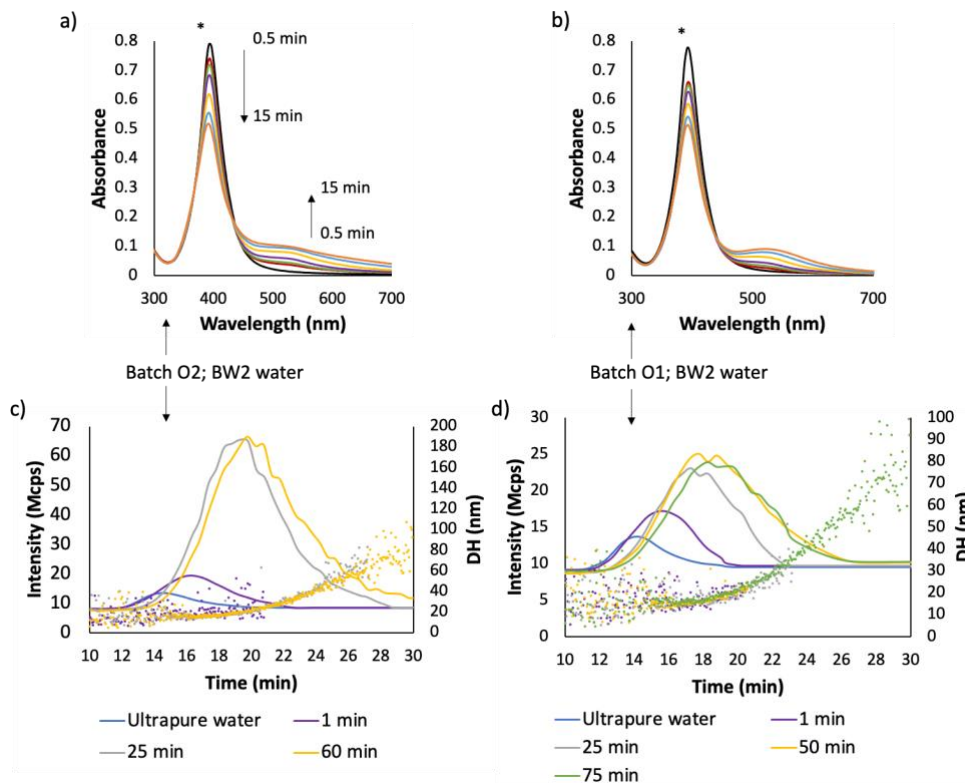 a)
*
0.8
0.7
0.6
0.5
0.4
0.3
0.2
0.1
0
Absorbance
0.5 min
15 min
15 min
0.5 min
300 400 500 600 700
Wavelength (nm)
b)
*
0.8
0.7
0.6
0.5
0.4
0.3
0.2
0.1
0
Absorbance
300 400 500 600 700
Wavelength (nm)
Batch O2; BW2 water
Batch O1; BW2 water
c)
70
60
50
40
30
20
10
0
Intensity (Mcps)
200
180
160
140
120
100
80
60
40
20
0
DH (nm)
10 12 14 16 18 20 22 24 26 28 30
Time (min)
Ultrapure water 1 min
25 min 60 min
d)
30
25
20
15
10
5
0
Intensity (Mcps)
100
90
80
70
60
50
40
30
20
10
0
DH (nm)
10 12 14 16 18 20 22 24 26 28 30
Time (min)
Ultrapure water 1 min
25 min 50 min
75 min